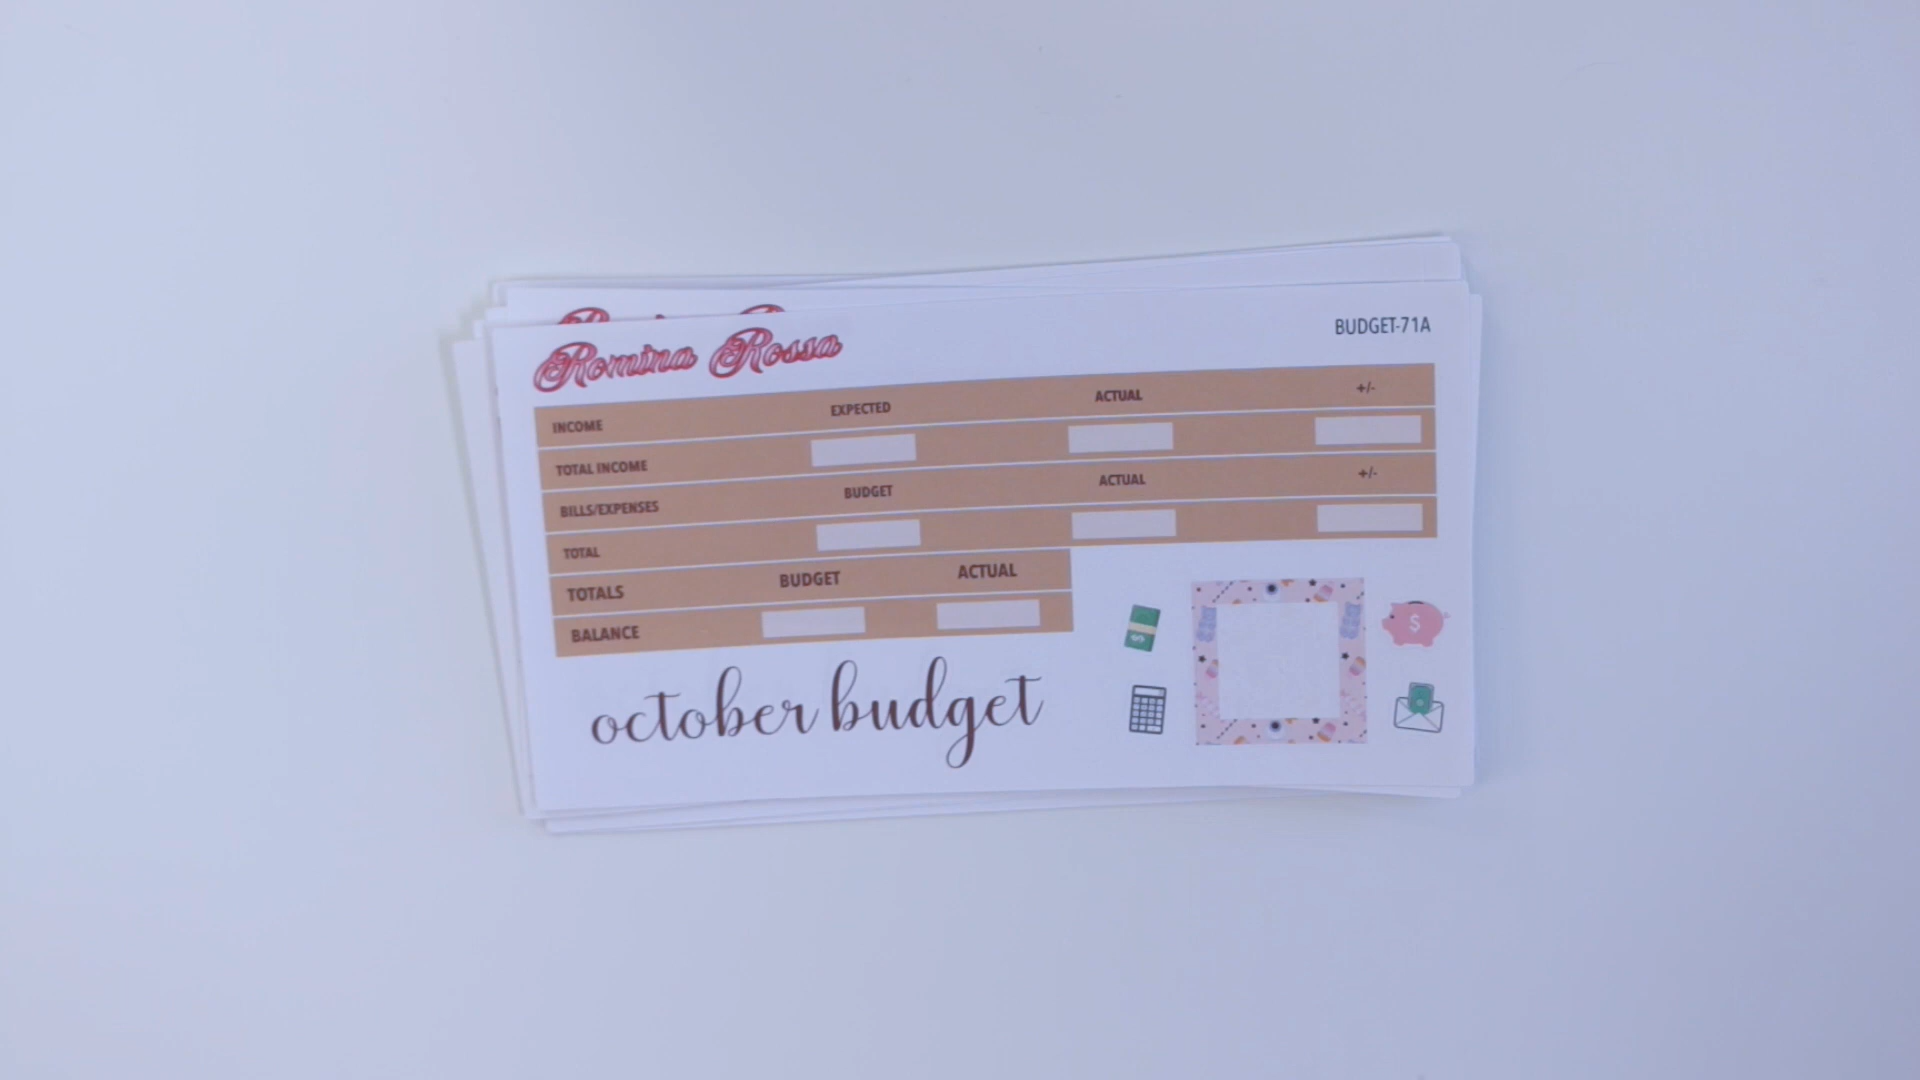 Romina Rossa
BUDGET-71A
INCOME EXPECTED ACTUAL +/-
TOTAL INCOME
BILLS/EXPENSES BUDGET ACTUAL +/-
TOTAL
TOTALS BUDGET ACTUAL
BALANCE
$
october budget